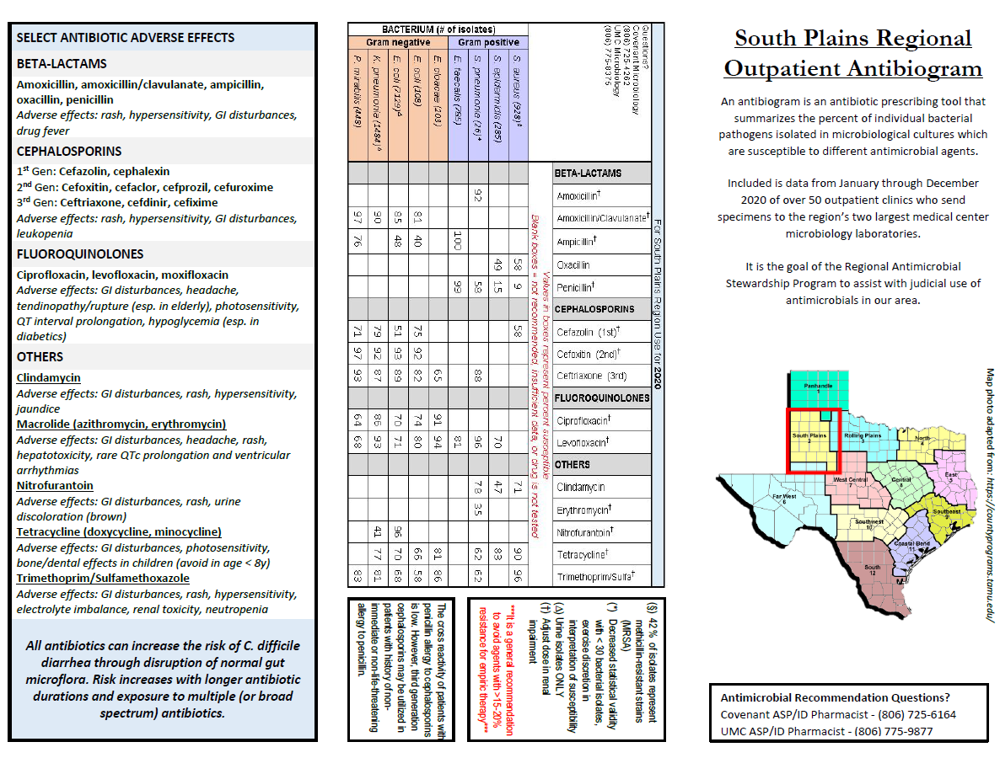 SELECT ANTIBIOTIC ADVERSE EFFECTS
BETA-LACTAMS
Amoxicillin, amoxicillin/clavulanate, ampicillin,
oxacillin, penicillin
Adverse effects: rash, hypersensitivity, GI disturbances,
drug fever
CEPHALOSPORINS
1st Gen: Cefazolin, cephalexin
2nd Gen: Cefoxitin, cefaclor, cefprozil, cefuroxime
3rd Gen: Ceftriaxone, cefdinir, cefixime
Adverse effects: rash, hypersensitivity, GI disturbances,
leukopenia
FLUOROQUINOLONES
Ciprofloxacin, levofloxacin, moxifloxacin
Adverse effects: GI disturbances, headache,
tendinopathy/rupture (esp. in elderly), photosensitivity,
QT interval prolongation, hypoglycemia (esp. in
diabetics)
OTHERS
Clindamycin
Adverse effects: GI disturbances, rash, hypersensitivity,
jaundice
Macrolide (azithromycin, erythromycin)
Adverse effects: GI disturbances, headache, rash,
hepatotoxicity, rare QTc prolongation and ventricular
arrhythmias
Nitrofurantoin
Adverse effects: GI disturbances, rash, urine
discoloration (brown)
Tetracycline (doxycycline, minocycline)
Adverse effects: GI disturbances, photosensitivity,
bone/dental effects in children (avoid in age < 8y)
Trimethoprim/Sulfamethoxazole
Adverse effects: GI disturbances, rash, hypersensitivity,
electrolyte imbalance, renal toxicity, neutropenia
All antibiotics can increase the risk of C. difficile
diarrhea through disruption of normal gut
microflora. Risk increases with longer antibiotic
durations and exposure to multiple (or broad
spectrum) antibiotics.
For South Plains Region Use for 2020
Questions?
Covenant Microbiology
(806) 725-4262
UMC Microbiology
(806) 775-8375
BETA-LACTAMS
Amoxicillin†
Amoxicillin/Clavulanate†
Ampicillin†
Oxacillin
Penicillin†
CEPHALOSPORINS
Cefazolin (1st)†
Cefoxitin (2nd)†
Ceftriaxone (3rd)
FLUOROQUINOLONES
Ciprofloxacin†
Levofloxacin†
OTHERS
Clindamycin
Erythromycin†
Nitrofurantoin†
Tetracycline†
Trimethoprim/Sulfa†
Values in boxes represent percent susceptible
Blank boxes = not recommended, insufficient data, or drug is not tested
BACTERIUM (# of isolates)
Gram positive
S. aureus (928)§ 58 9 58 71 90 96
S. epidermidis (285) 49 15 70 47 83
S. pneumonia (26)* 92 58 88 96 78 35 62 62
E. faecalis (765) 100 99 81
Gram negative
E. cloacae (203) 65 91 94 81 86
E. coli (108) 81 40 75 92 82 74 80 66 58
E. coli (7129)Δ 85 48 51 93 89 70 71 96 70 68
K. pneumonia (1484)Δ 90 79 92 87 86 93 41 77 81
P. mirabilis (448) 97 76 71 97 93 64 68 83
(§) 42 % of isolates represent
methicillin-resistant strains
(MRSA)
(*) Decreased statistical validity
with < 30 bacterial isolates,
exercise discretion in
interpretation of susceptibility
(Δ) Urine isolates ONLY
(†) Adjust dose in renal
impairment
***It is a general recommendation
to avoid agents with >15-20%
resistance for empiric therapy***
The cross reactivity of patients with
penicillin allergy to cephalosporins
is low. However, third generation
cephalosporins may be utilized in
patients with history of non-
immediate or non-life-threatening
allergy to penicillin.
South Plains Regional
Outpatient Antibiogram
An antibiogram is an antibiotic prescribing tool that
summarizes the percent of individual bacterial
pathogens isolated in microbiological cultures which
are susceptible to different antimicrobial agents.
Included is data from January through December
2020 of over 50 outpatient clinics who send
specimens to the region's two largest medical center
microbiology laboratories.
It is the goal of the Regional Antimicrobial
Stewardship Program to assist with judicial use of
antimicrobials in our area.
Panhandle
1
South Plains
2
Rolling Plains
3
North
4
East
5
Far West
6
West Central
7
Central
8
Southeast
9
Southwest
10
Coastal Bend
11
South
12
Map photo adapted from: https://countyprograms.tamu.edu/
Antimicrobial Recommendation Questions?
Covenant ASP/ID Pharmacist - (806) 725-6164
UMC ASP/ID Pharmacist - (806) 775-9877